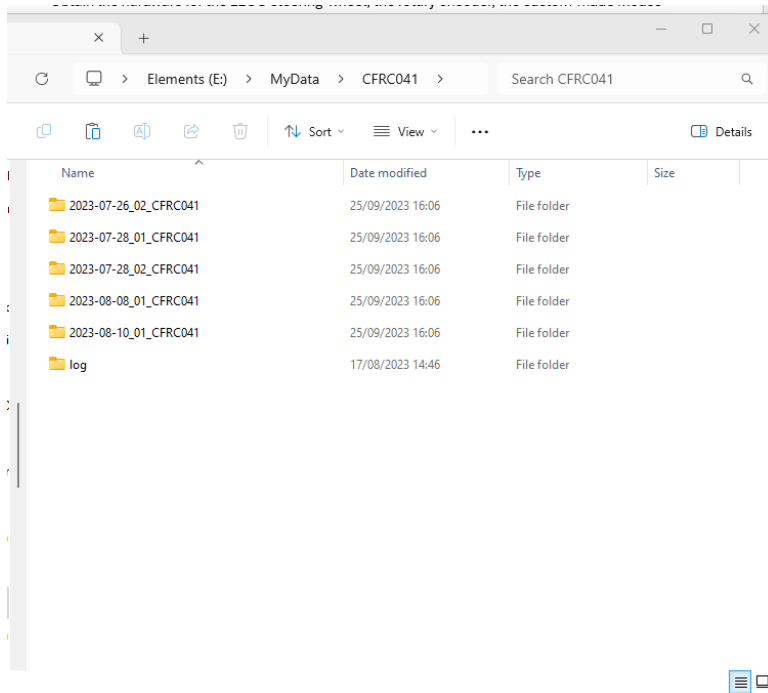 Elements (E:) MyData CFRC041 Search CFRC041
Sort View Details
Name Date modified Type Size
2023-07-26_02_CFRC041 25/09/2023 16:06 File folder
2023-07-28_01_CFRC041 25/09/2023 16:06 File folder
2023-07-28_02_CFRC041 25/09/2023 16:06 File folder
2023-08-08_01_CFRC041 25/09/2023 16:06 File folder
2023-08-10_01_CFRC041 25/09/2023 16:06 File folder
log 17/08/2023 14:46 File folder